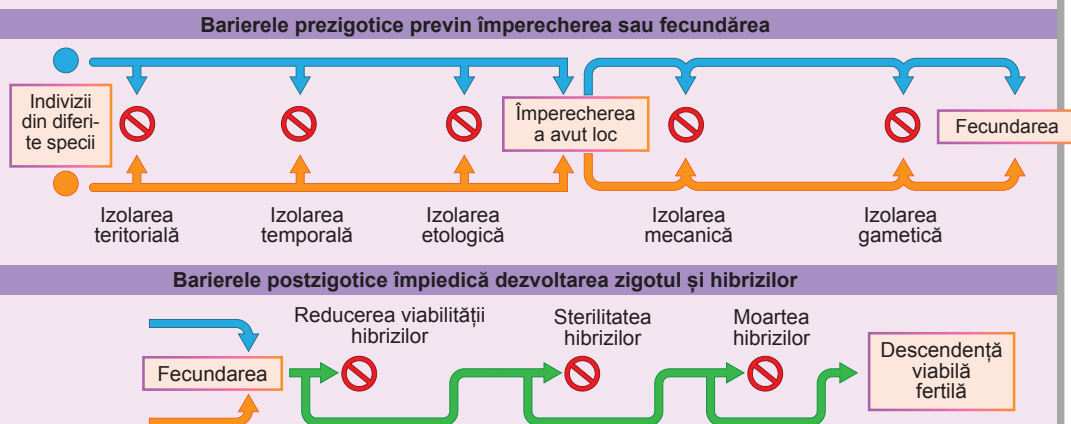 Barierele prezigotice previn împerecherea sau fecundărea
Indivizii
din diferi-
te specii
Împerecherea
a avut loc
Fecundarea
Izolarea
teritorială
Izolarea
temporală
Izolarea
etologică
Izolarea
mecanică
Izolarea
gametică
Barierele postzigotice împiedică dezvoltarea zigotul și hibrizilor
Fecundarea
Reducerea viabilității
hibrizilor
Sterilitatea
hibrizilor
Moartea
hibrizilor
Descendență
viabilă
fertilă